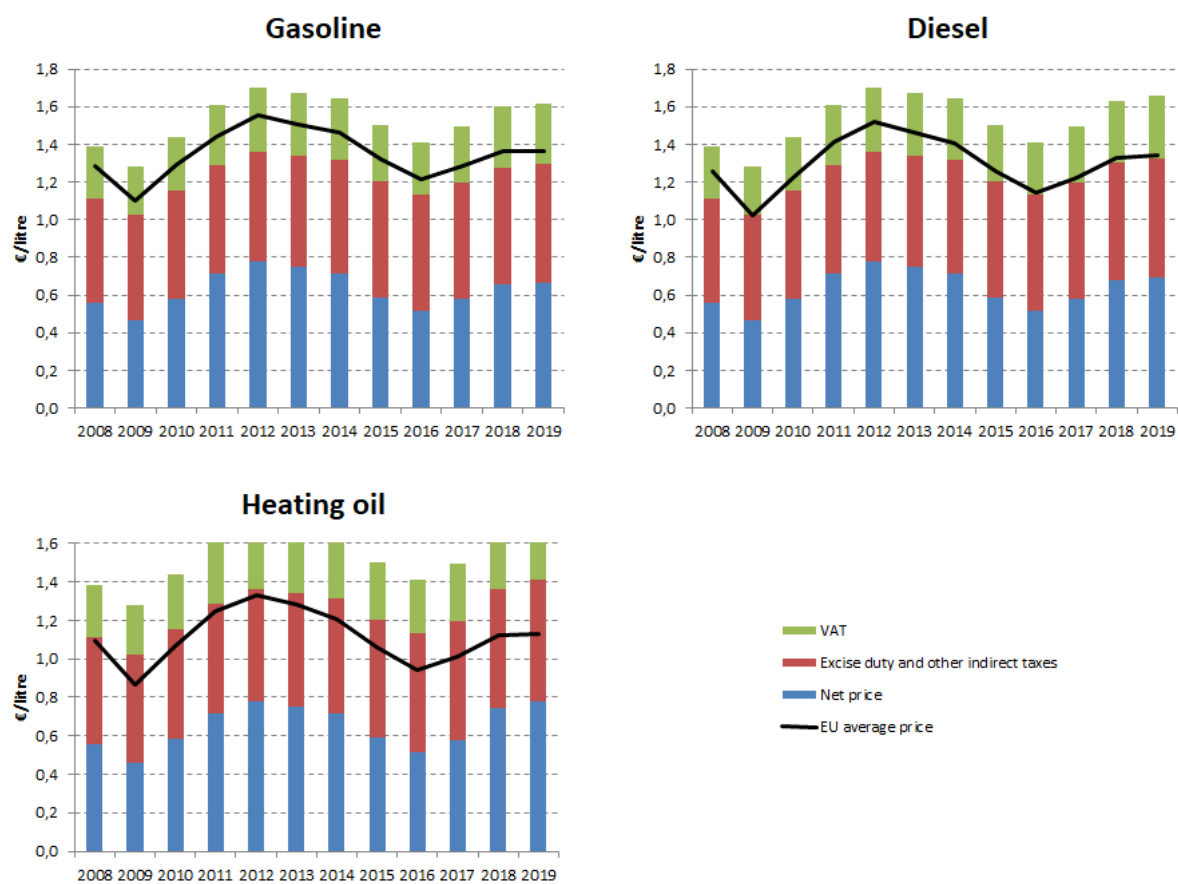 Gasoline
€/litre
1,8
1,6
1,4
1,2
1,0
0,8
0,6
0,4
0,2
0,0
2008 2009 2010 2011 2012 2013 2014 2015 2016 2017 2018 2019
Diesel
€/litre
1,8
1,6
1,4
1,2
1,0
0,8
0,6
0,4
0,2
0,0
2008 2009 2010 2011 2012 2013 2014 2015 2016 2017 2018 2019
Heating oil
€/litre
1,6
1,4
1,2
1,0
0,8
0,6
0,4
0,2
0,0
2008 2009 2010 2011 2012 2013 2014 2015 2016 2017 2018 2019
VAT
Excise duty and other indirect taxes
Net price
EU average price